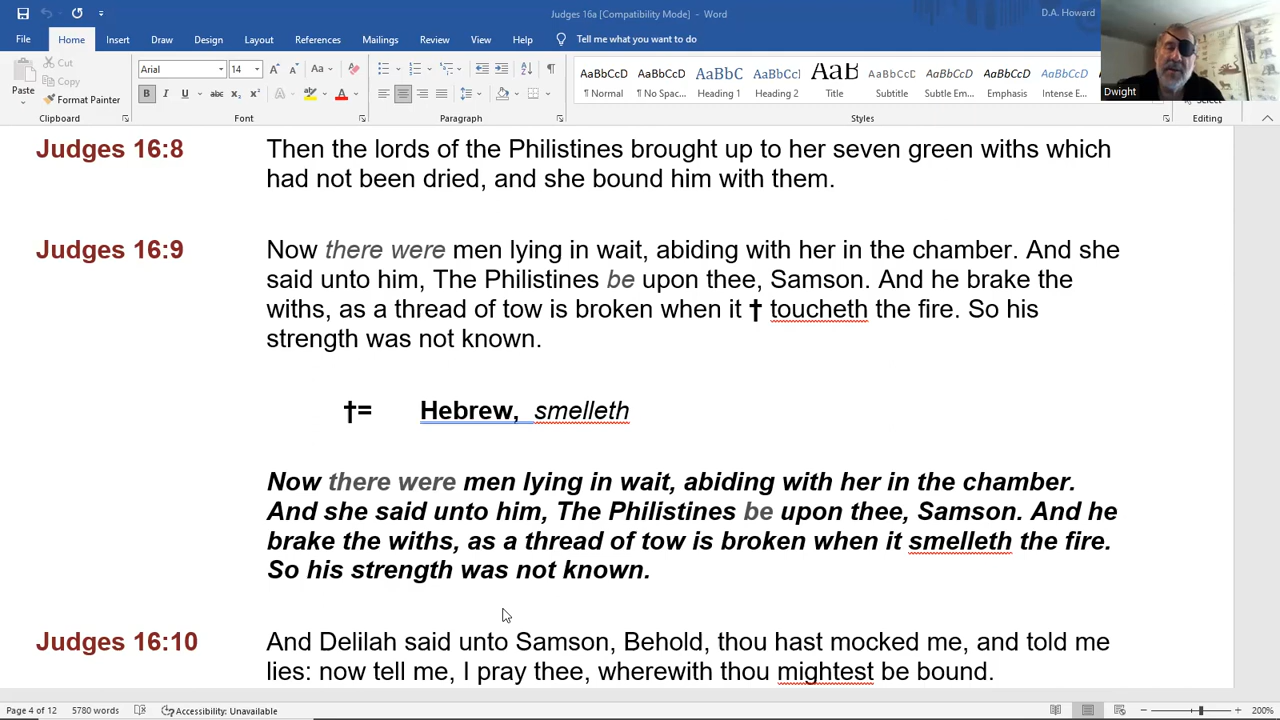 Judges 16a [Compatibility Mode] - Word
D.A. Howard
File Home Insert Draw Design Layout References Mailings Review View Help Tell me what you want to do
Cut
Copy
Paste
Format Painter
Arial 14
Aa
B I U abc x₂ x² A A
AaBbCcD AaBbCcD AaBbC AaBbCcI AaB AaBbCcD AaBbCcD AaBbCcD AaBbCcD
¶ Normal ¶ No Spac... Heading 1 Heading 2 Title Subtitle Subtle Em... Emphasis Intense E...
Dwight
Clipboard Font Paragraph Styles Editing
Judges 16:8 Then the lords of the Philistines brought up to her seven green withs which
had not been dried, and she bound him with them.
Judges 16:9 Now there were men lying in wait, abiding with her in the chamber. And she
said unto him, The Philistines be upon thee, Samson. And he brake the
withs, as a thread of tow is broken when it † toucheth the fire. So his
strength was not known.
†= Hebrew, smelleth
Now there were men lying in wait, abiding with her in the chamber.
And she said unto him, The Philistines be upon thee, Samson. And he
brake the withs, as a thread of tow is broken when it smelleth the fire.
So his strength was not known.
Judges 16:10 And Delilah said unto Samson, Behold, thou hast mocked me, and told me
lies: now tell me, I pray thee, wherewith thou mightest be bound.
Page 4 of 12 5780 words Accessibility: Unavailable 200%